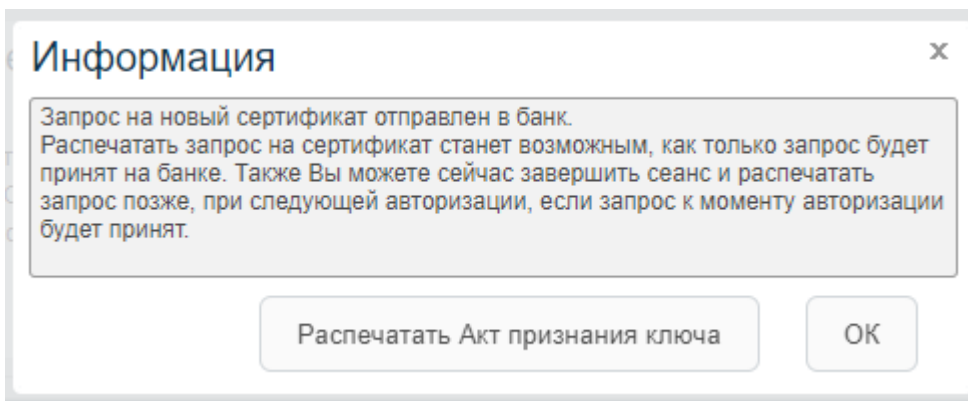 Информация
x
Запрос на новый сертификат отправлен в банк.
Распечатать запрос на сертификат станет возможным, как только запрос будет
принят на банке. Также Вы можете сейчас завершить сеанс и распечатать
запрос позже, при следующей авторизации, если запрос к моменту авторизации
будет принят.
Распечатать Акт признания ключа
ОК